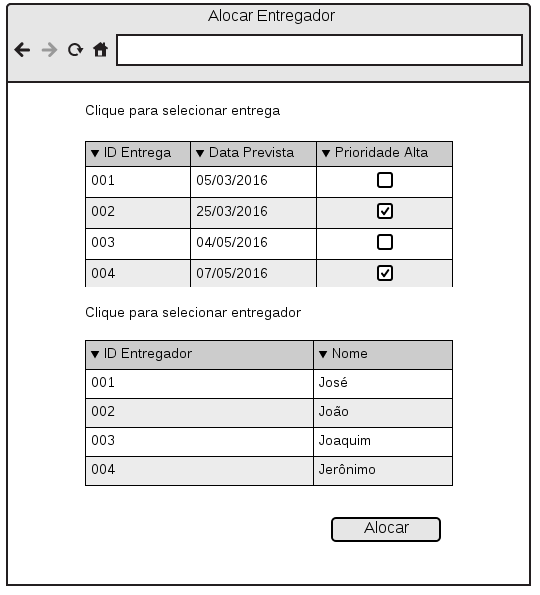 Alocar Entregador
Clique para selecionar entrega
ID Entrega Data Prevista Prioridade Alta
001 05/03/2016
002 25/03/2016
003 04/05/2016
004 07/05/2016
Clique para selecionar entregador
ID Entregador Nome
001 José
002 João
003 Joaquim
004 Jerônimo
Alocar